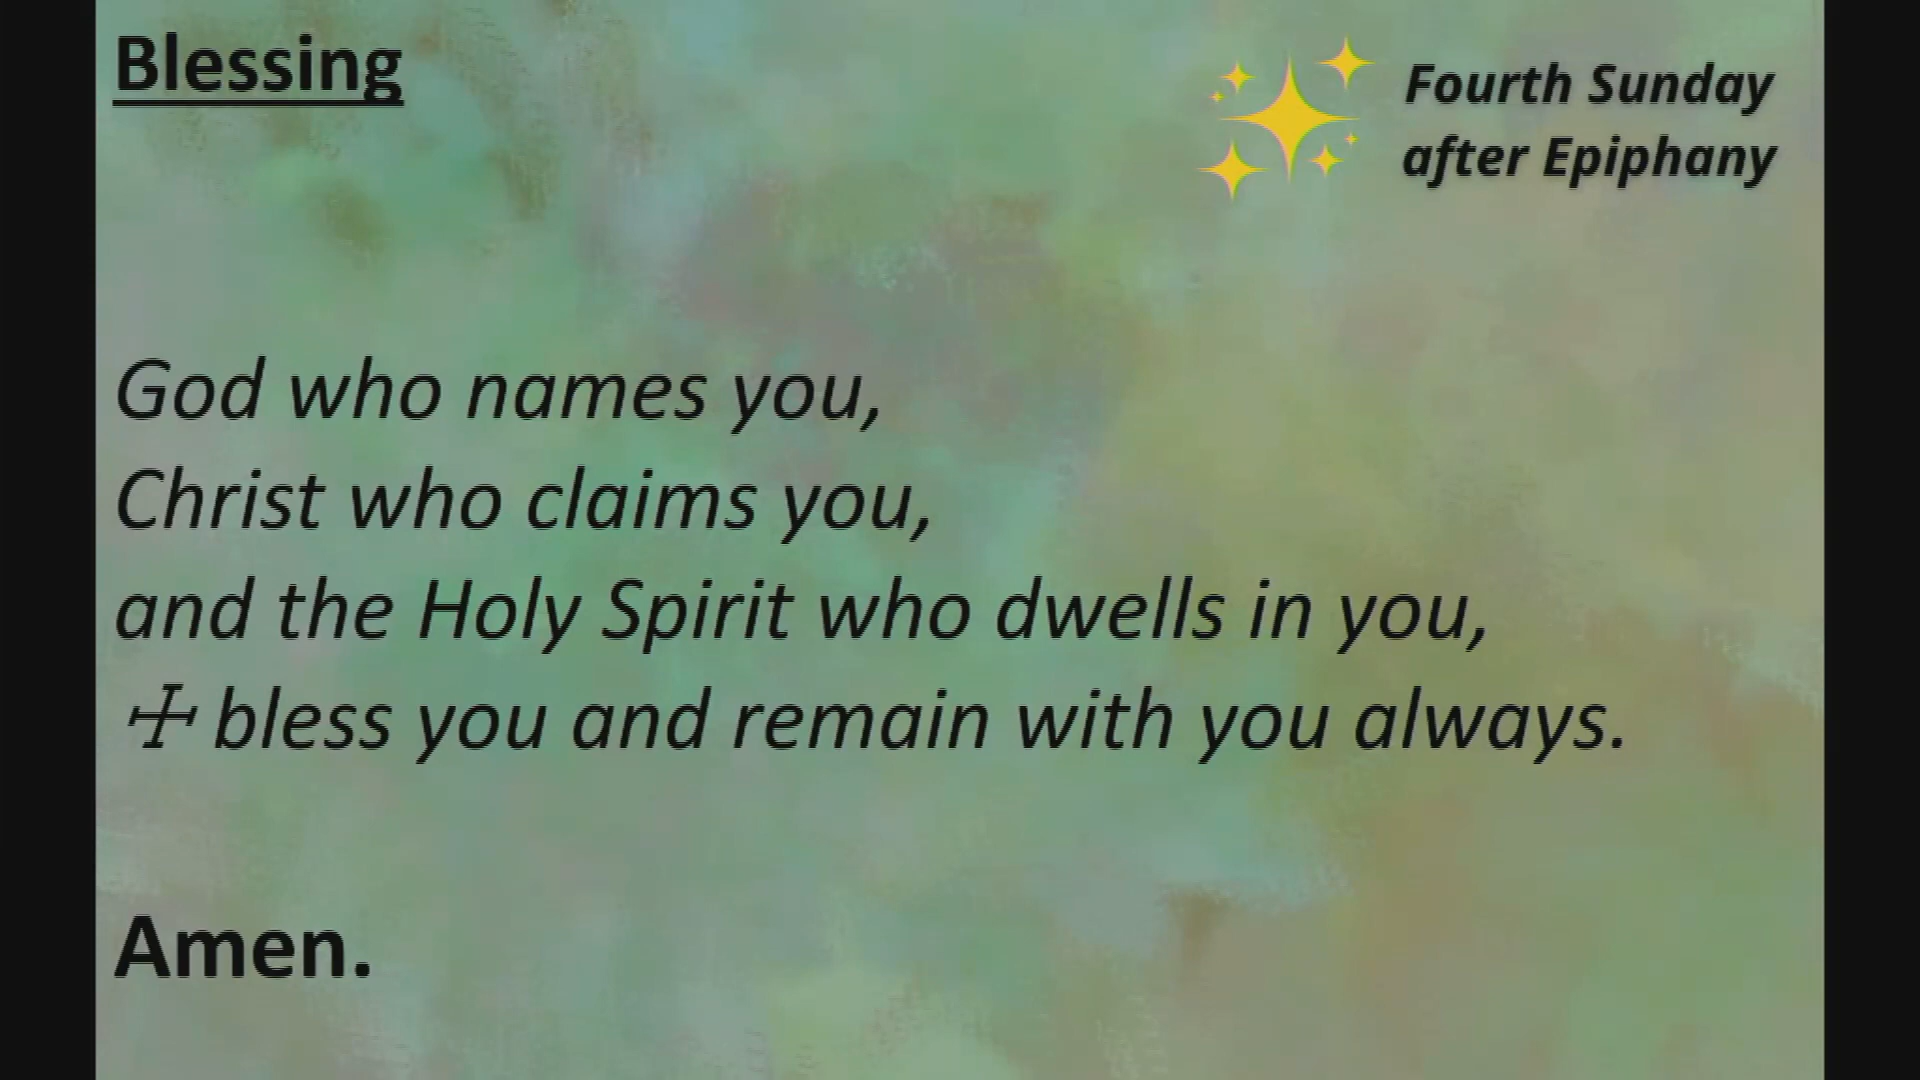 Blessing
Fourth Sunday
after Epiphany
God who names you,
Christ who claims you,
and the Holy Spirit who dwells in you,
☩ bless you and remain with you always.
Amen.